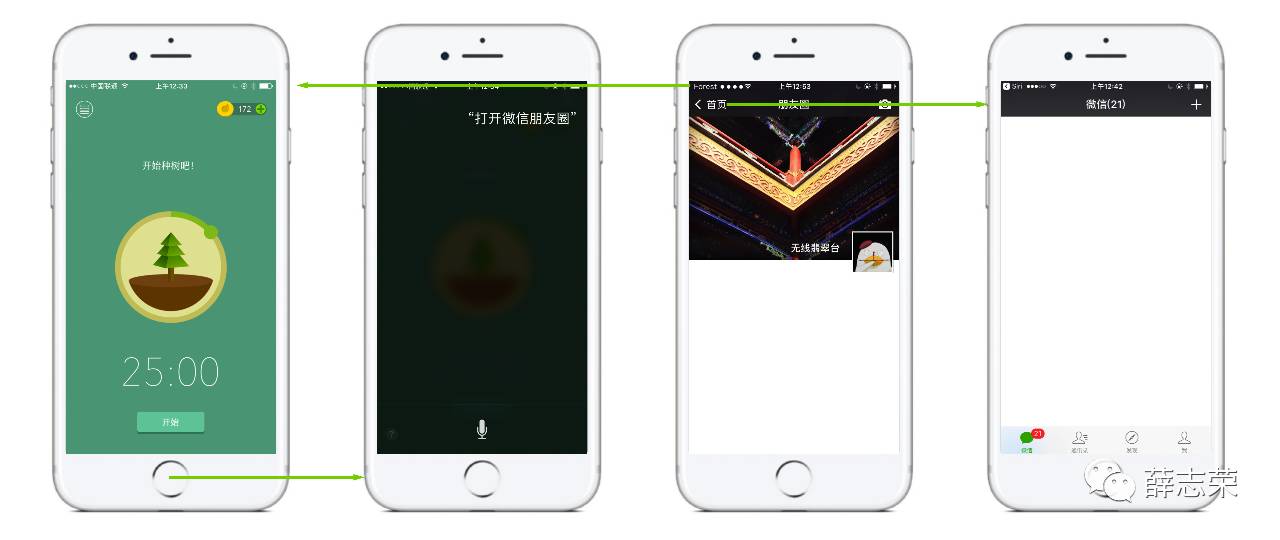 中国联通
上午12:33
172
开始种树吧！
25:00
开始
“打开微信朋友圈”
?
Forest
上午12:53
首页
朋友圈
无线翡翠台
Siri
上午12:42
微信(21)
21
微信
通讯录
发现
我
薛志荣